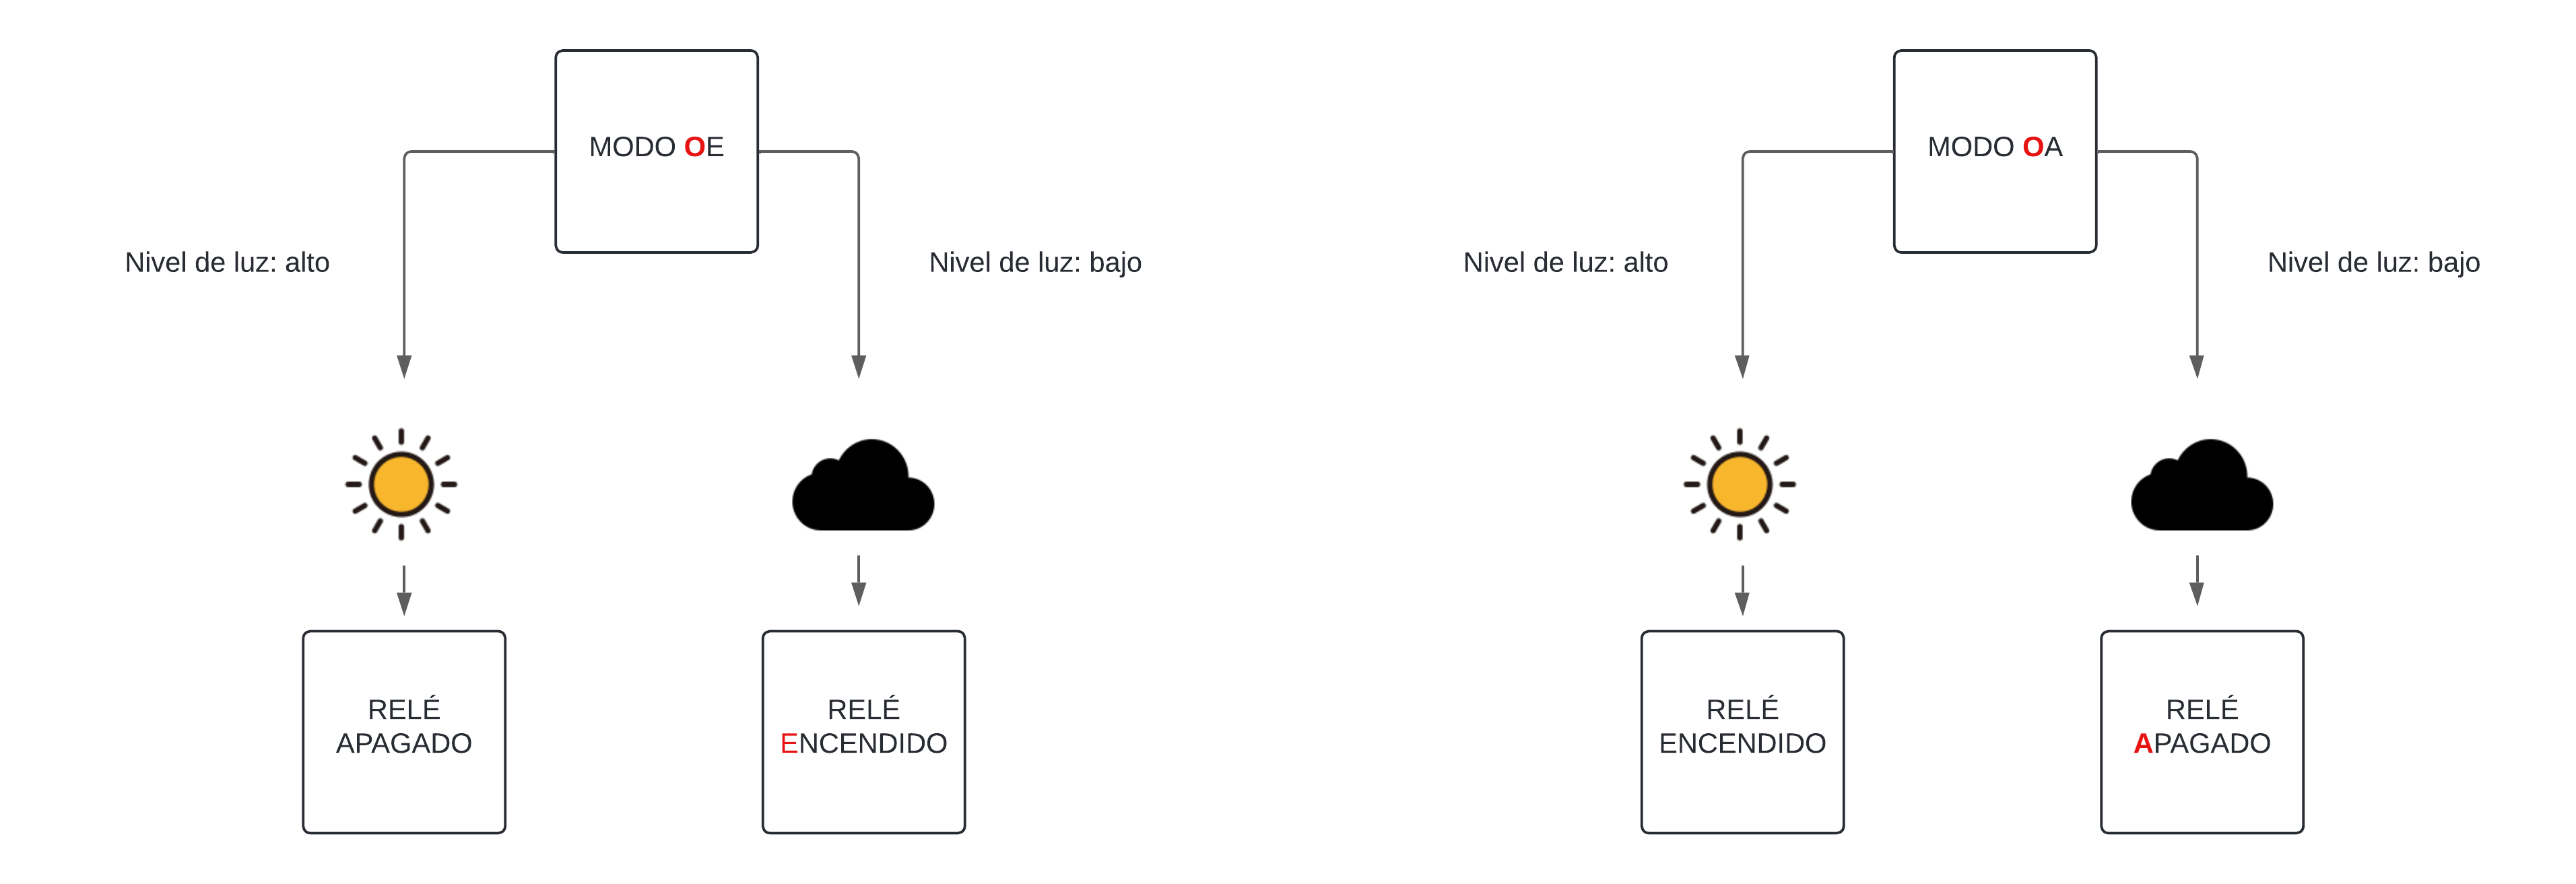 MODO OE
Nivel de luz: alto
Nivel de luz: bajo
RELÉ
APAGADO
RELÉ
ENCENDIDO
MODO OA
Nivel de luz: alto
Nivel de luz: bajo
RELÉ
ENCENDIDO
RELÉ
APAGADO